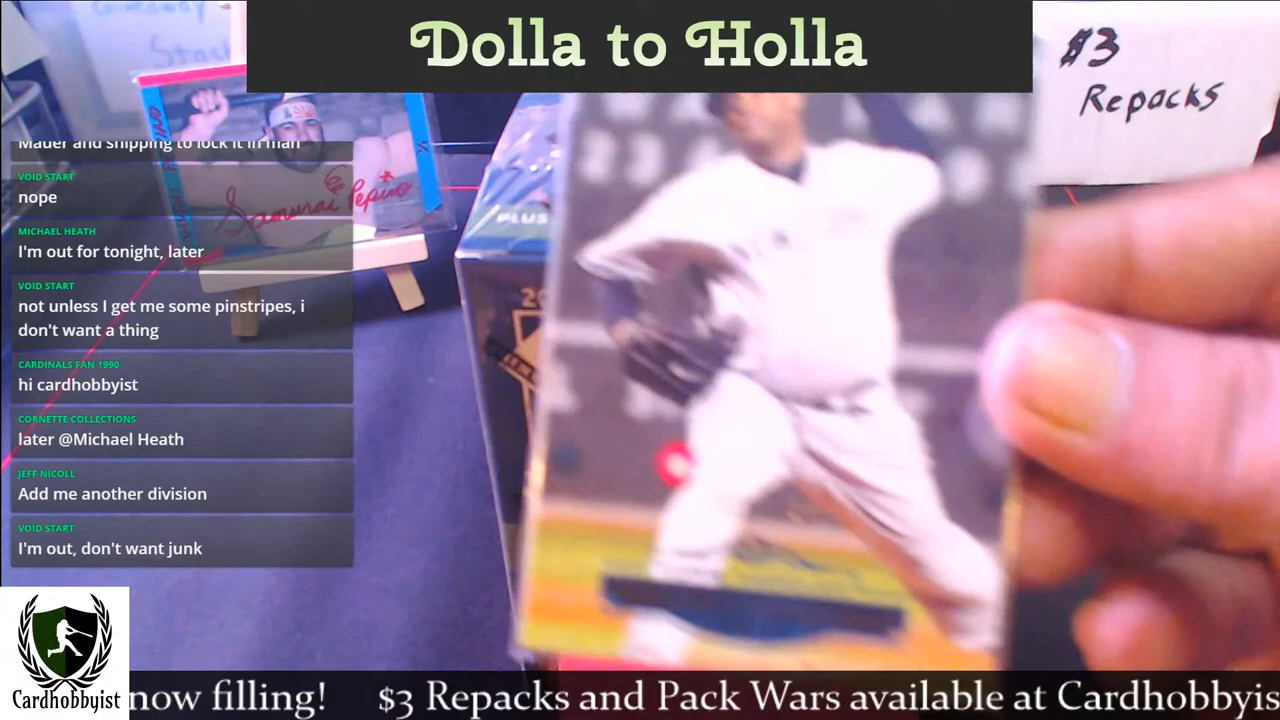 Dolla to Holla
$3
Repacks
Mauer and shipping to lock it in man
VOID START
nope
MICHAEL HEATH
I'm out for tonight, later
VOID START
not unless I get me some pinstripes, i
don't want a thing
CARDINALS FAN 1990
hi cardhobbyist
CORNETTE COLLECTIONS
later @Michael Heath
JEFF NICOLL
Add me another division
VOID START
I'm out, don't want junk
Samurai Pepino
PLUS
Cardhobbyist
now filling! $3 Repacks and Pack Wars available at Cardhobbyis